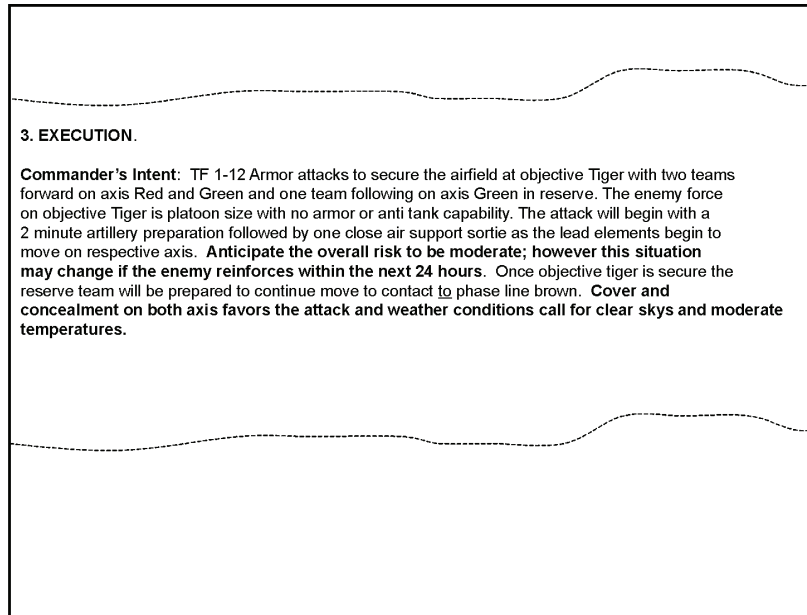 3. EXECUTION.
Commander's Intent:  TF 1-12 Armor attacks to secure the airfield at objective Tiger with two teams
forward on axis Red and Green and one team following on axis Green in reserve. The enemy force
on objective Tiger is platoon size with no armor or anti tank capability. The attack will begin with a
2 minute artillery preparation followed by one close air support sortie as the lead elements begin to
move on respective axis.  Anticipate the overall risk to be moderate; however this situation
may change if the enemy reinforces within the next 24 hours.  Once objective tiger is secure the
reserve team will be prepared to continue move to contact to phase line brown.  Cover and
concealment on both axis favors the attack and weather conditions call for clear skys and moderate
temperatures.